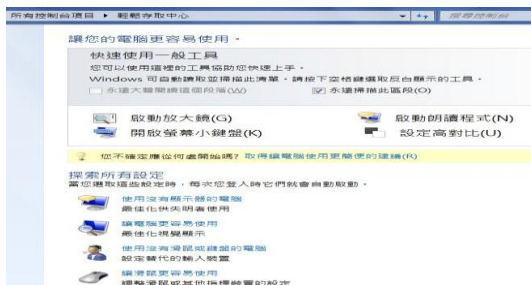 所有控制台項目 ▸ 輕鬆存取中心
搜尋控制台
讓您的電腦更容易使用。
快速使用一般工具
您可以使用這裡的工具協助您快速上手。
Windows 可自動讀取並掃描此清單。請按下空格鍵選取反白顯示的工具。
永遠大聲閱讀這個段落(W) 永遠掃描此區段(O)
啟動放大鏡(G) 啟動朗讀程式(N)
開啟螢幕小鍵盤(K) 設定高對比(U)
您不確定應從何處開始嗎? 取得讓電腦使用更簡便的建議(R)
探索所有設定
當您選取這些設定時，每次您登入時它們就會自動啟動。
使用沒有顯示器的電腦
最佳化供失明者使用
讓電腦更容易使用
最佳化視覺顯示
使用沒有滑鼠或鍵盤的電腦
設定替代的輸入裝置
讓滑鼠更容易使用
調整滑鼠或其他指標裝置的設定